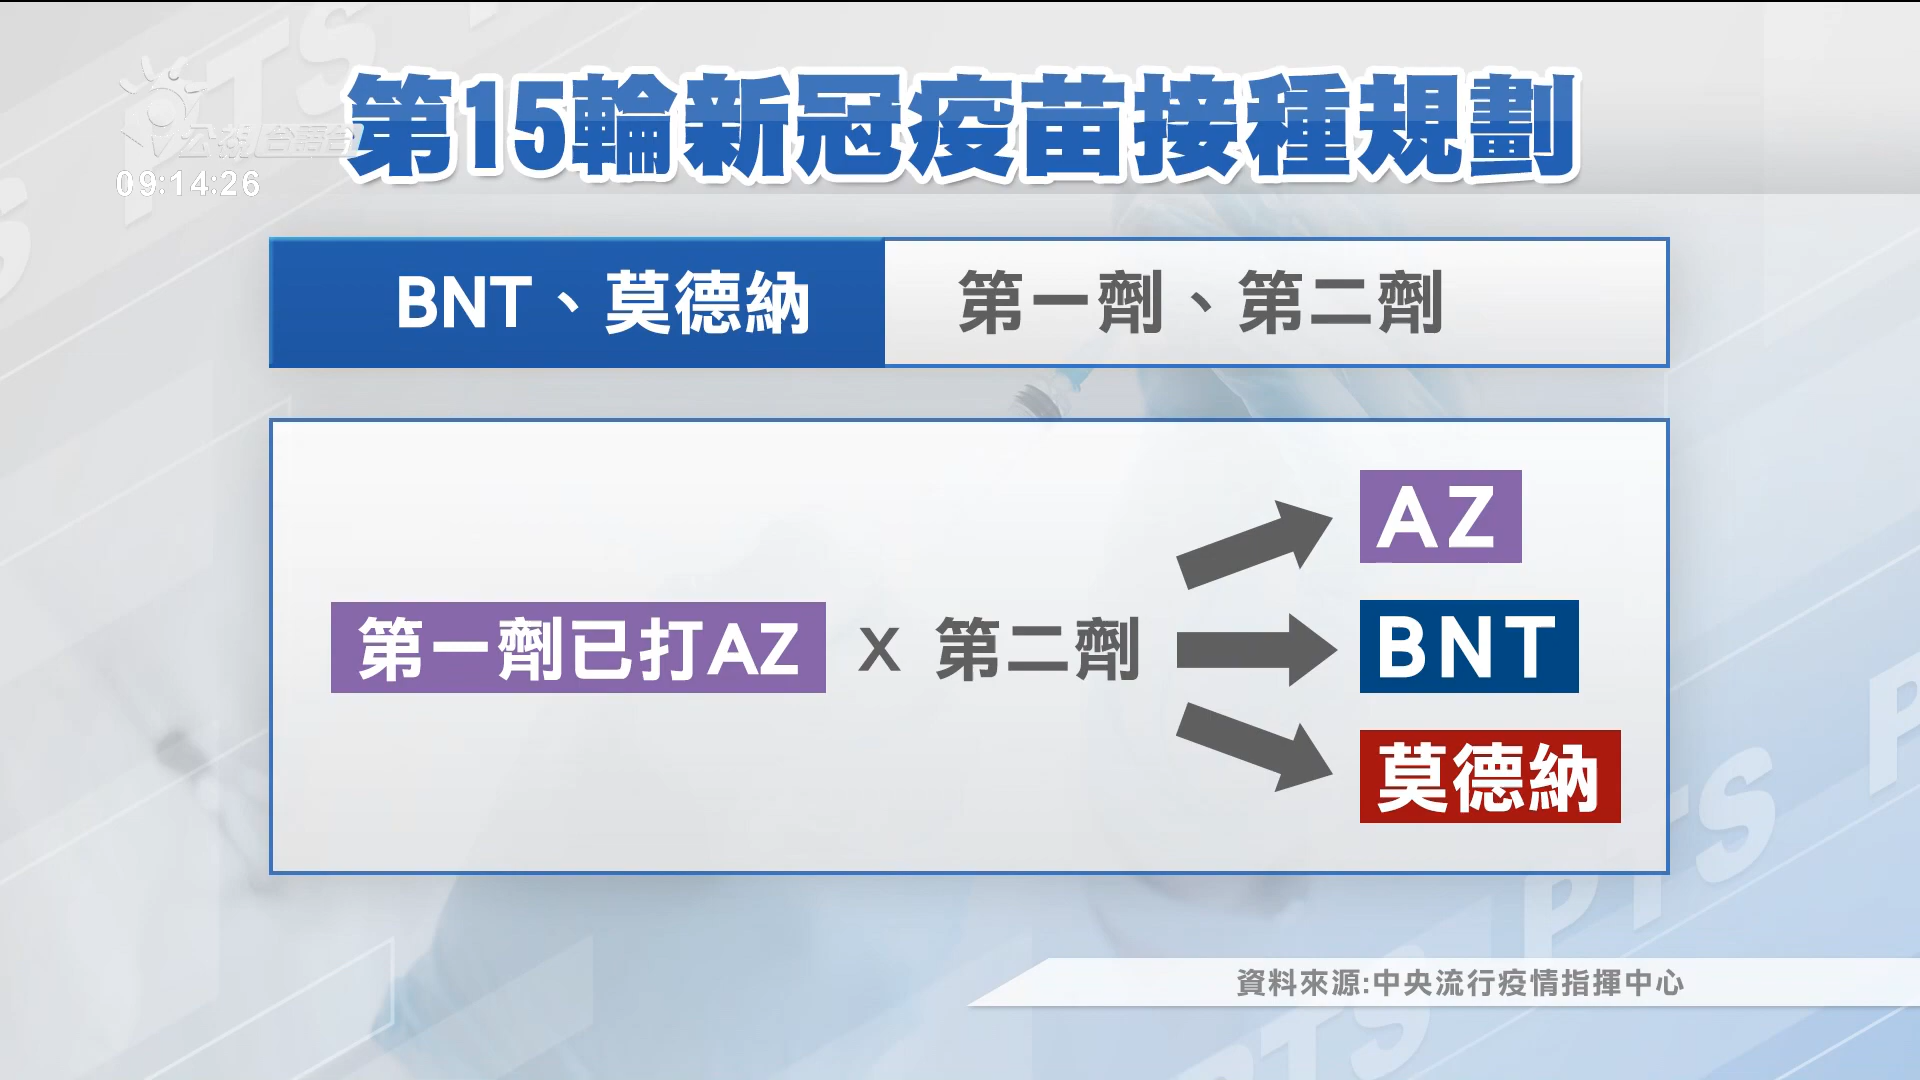 第15輪新冠疫苗接種規劃
公視台語台
09:14:26
BNT、莫德納
第一劑、第二劑
第一劑已打AZ X 第二劑
AZ
BNT
莫德納
資料來源:中央流行疫情指揮中心
PTS
PTS
PTS